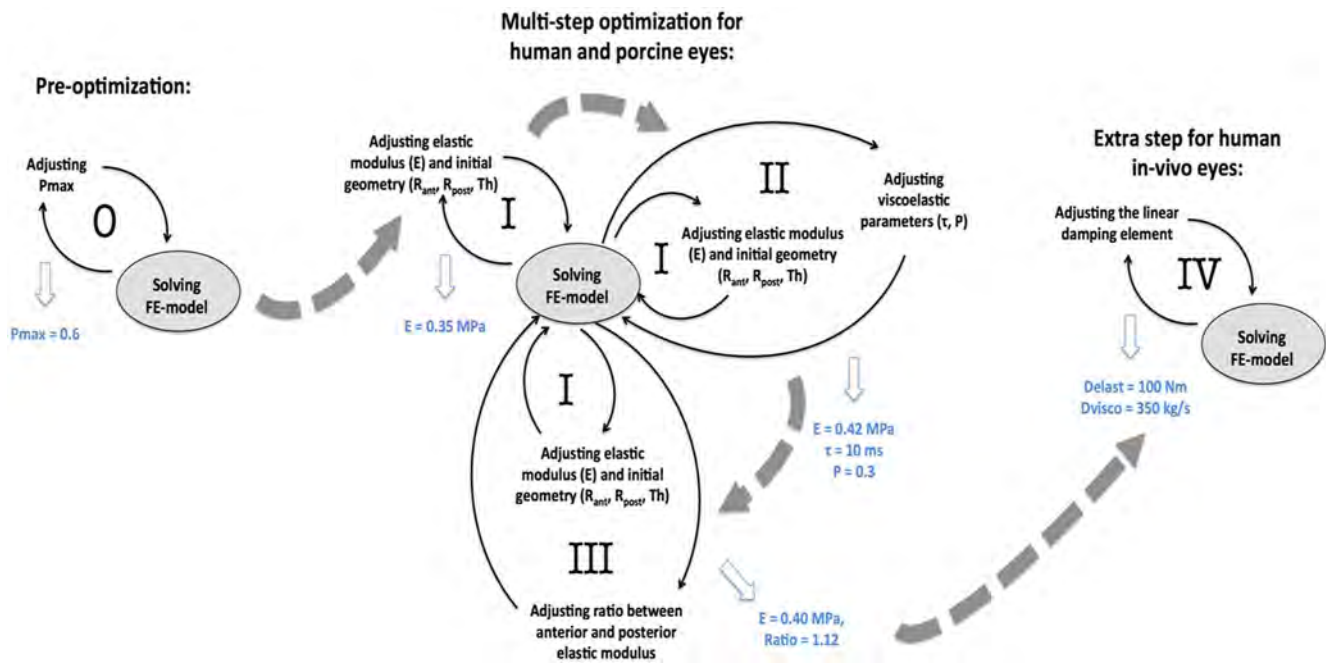 Pre-optimization:
Adjusting
Pmax
0
Solving
FE-model
Pmax = 0.6
Multi-step optimization for
human and porcine eyes:
Adjusting elastic
modulus (E) and initial
geometry (Rant, Rpost, Th)
I
Solving
FE-model
E = 0.35 MPa
II
I
Adjusting elastic modulus
(E) and initial geometry
(Rant, Rpost, Th)
Adjusting
viscoelastic
parameters (τ, P)
E = 0.42 MPa
τ = 10 ms
P = 0.3
I
Adjusting elastic
modulus (E) and initial
geometry (Rant, Rpost, Th)
III
Adjusting ratio between
anterior and posterior
elastic modulus
E = 0.40 MPa,
Ratio = 1.12
Extra step for human
in-vivo eyes:
Adjusting the linear
damping element
IV
Solving
FE-model
Delast = 100 Nm
Dvisco = 350 kg/s